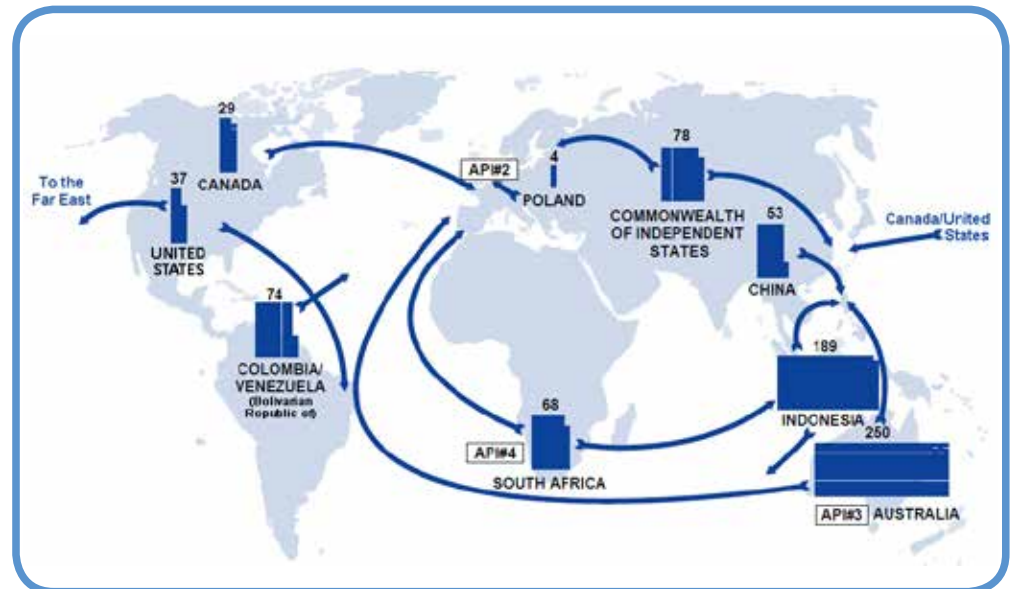 29
CANADA
To the
Far East
37
UNITED
STATES
74
COLOMBIA/
VENEZUELA
(Bolivarian
Republic of)
API#2
4
POLAND
78
COMMONWEALTH
OF INDEPENDENT
STATES
53
CHINA
Canada/United
States
189
INDONESIA
68
API#4
SOUTH AFRICA
250
API#3 AUSTRALIA